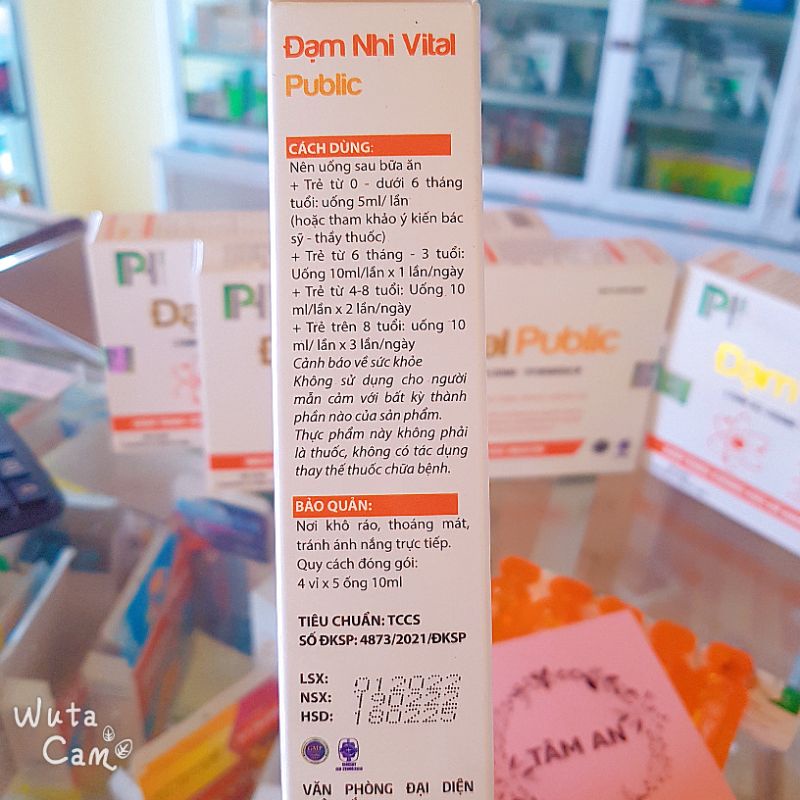 Đạm Nhi Vital
Public
CÁCH DÙNG:
Nên uống sau bữa ăn
+ Trẻ từ 0 - dưới 6 tháng
tuổi: uống 5ml/ lần
(hoặc tham khảo ý kiến bác
sỹ - thầy thuốc)
+ Trẻ từ 6 tháng - 3 tuổi:
Uống 10ml/lần x 1 lần/ngày
+ Trẻ từ 4-8 tuổi: Uống 10
ml/lần x 2 lần/ngày
+ Trẻ trên 8 tuổi: uống 10
ml/ lần x 3 lần/ngày
Cảnh báo về sức khỏe
Không sử dụng cho người
mẫn cảm với bất kỳ thành
phần nào của sản phẩm.
Thực phẩm này không phải
là thuốc, không có tác dụng
thay thế thuốc chữa bệnh.
BẢO QUẢN:
Nơi khô ráo, thoáng mát,
tránh ánh nắng trực tiếp.
Quy cách đóng gói:
4 vỉ x 5 ống 10ml
TIÊU CHUẨN: TCCS
SỐ ĐKSP: 4873/2021/ĐKSP
LSX: 012022
NSX:
HSD: 180226
GMP
VĂN PHÒNG ĐẠI DIỆN
Public
Đạm
TÂM AN
Wuta
Cam